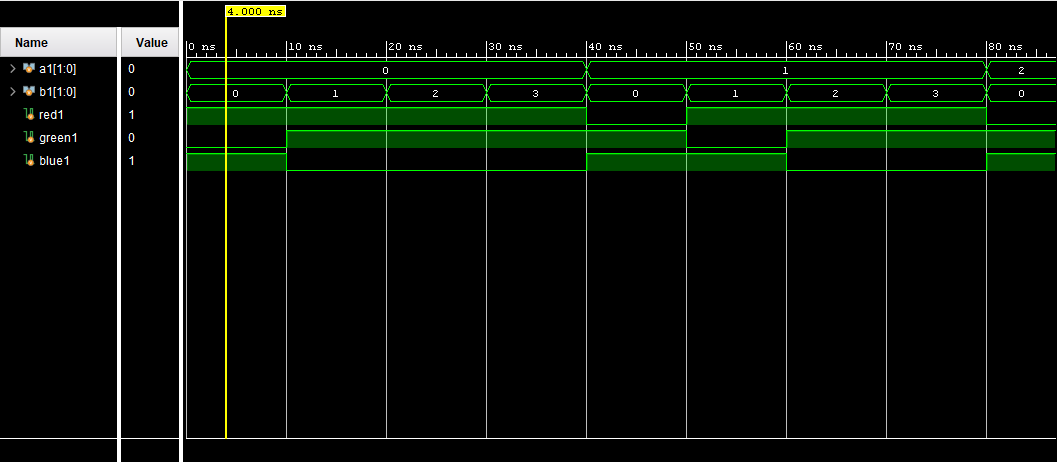 4.000 ns
Name Value
0 ns 10 ns 20 ns 30 ns 40 ns 50 ns 60 ns 70 ns 80 ns
a1[1:0] 0 0 1 2
b1[1:0] 0 0 1 2 3 0 1 2 3 0
red1 1
green1 0
blue1 1